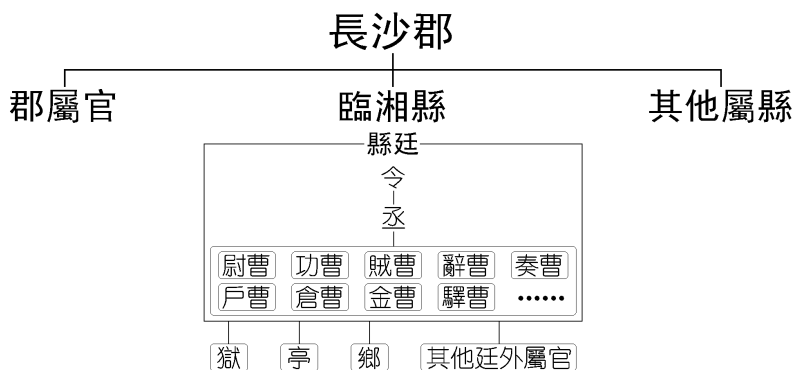 長沙郡
郡屬官 臨湘縣 其他屬縣
縣廷
令
丞
尉曹 功曹 賊曹 辭曹 奏曹
戶曹 倉曹 金曹 驛曹 ⋯⋯
獄 亭 鄉 其他廷外屬官